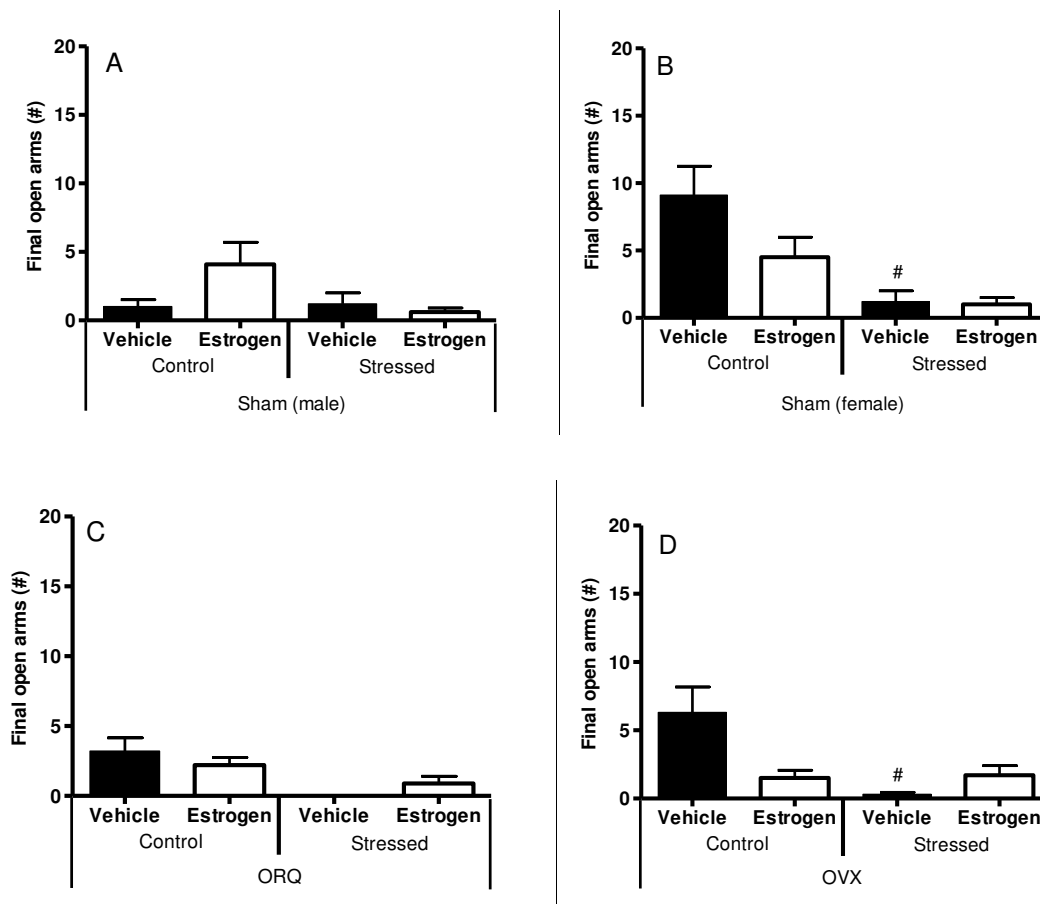 A
Final open arms (#)
20
15
10
5
0
Vehicle Estrogen Vehicle Estrogen
Control Stressed
Sham (male)
B
Final open arms (#)
20
15
10
5
0
#
Vehicle Estrogen Vehicle Estrogen
Control Stressed
Sham (female)
C
Final open arms (#)
20
15
10
5
0
Vehicle Estrogen Vehicle Estrogen
Control Stressed
ORQ
D
Final open arms (#)
20
15
10
5
0
#
Vehicle Estrogen Vehicle Estrogen
Control Stressed
OVX